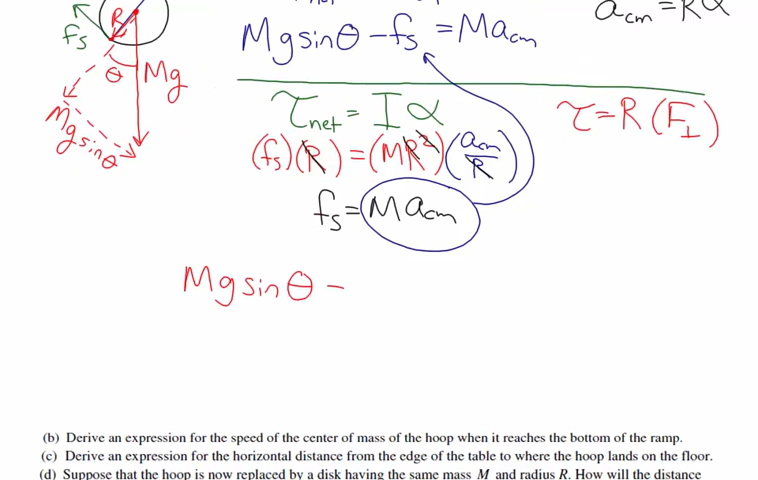 a_cm = Rα
R
f_s
Mg sinθ − f_s = Ma_cm
θ
Mg
τ_net = I α
τ = R (F⊥)
Mg sinθ
(f_s)(R) = (MR²)(a_cm/R)
f_s = Ma_cm
Mg sinθ −
(b) Derive an expression for the speed of the center of mass of the hoop when it reaches the bottom of the ramp.
(c) Derive an expression for the horizontal distance from the edge of the table to where the hoop lands on the floor.
(d) Suppose that the hoop is now replaced by a disk having the same mass M and radius R. How will the distance